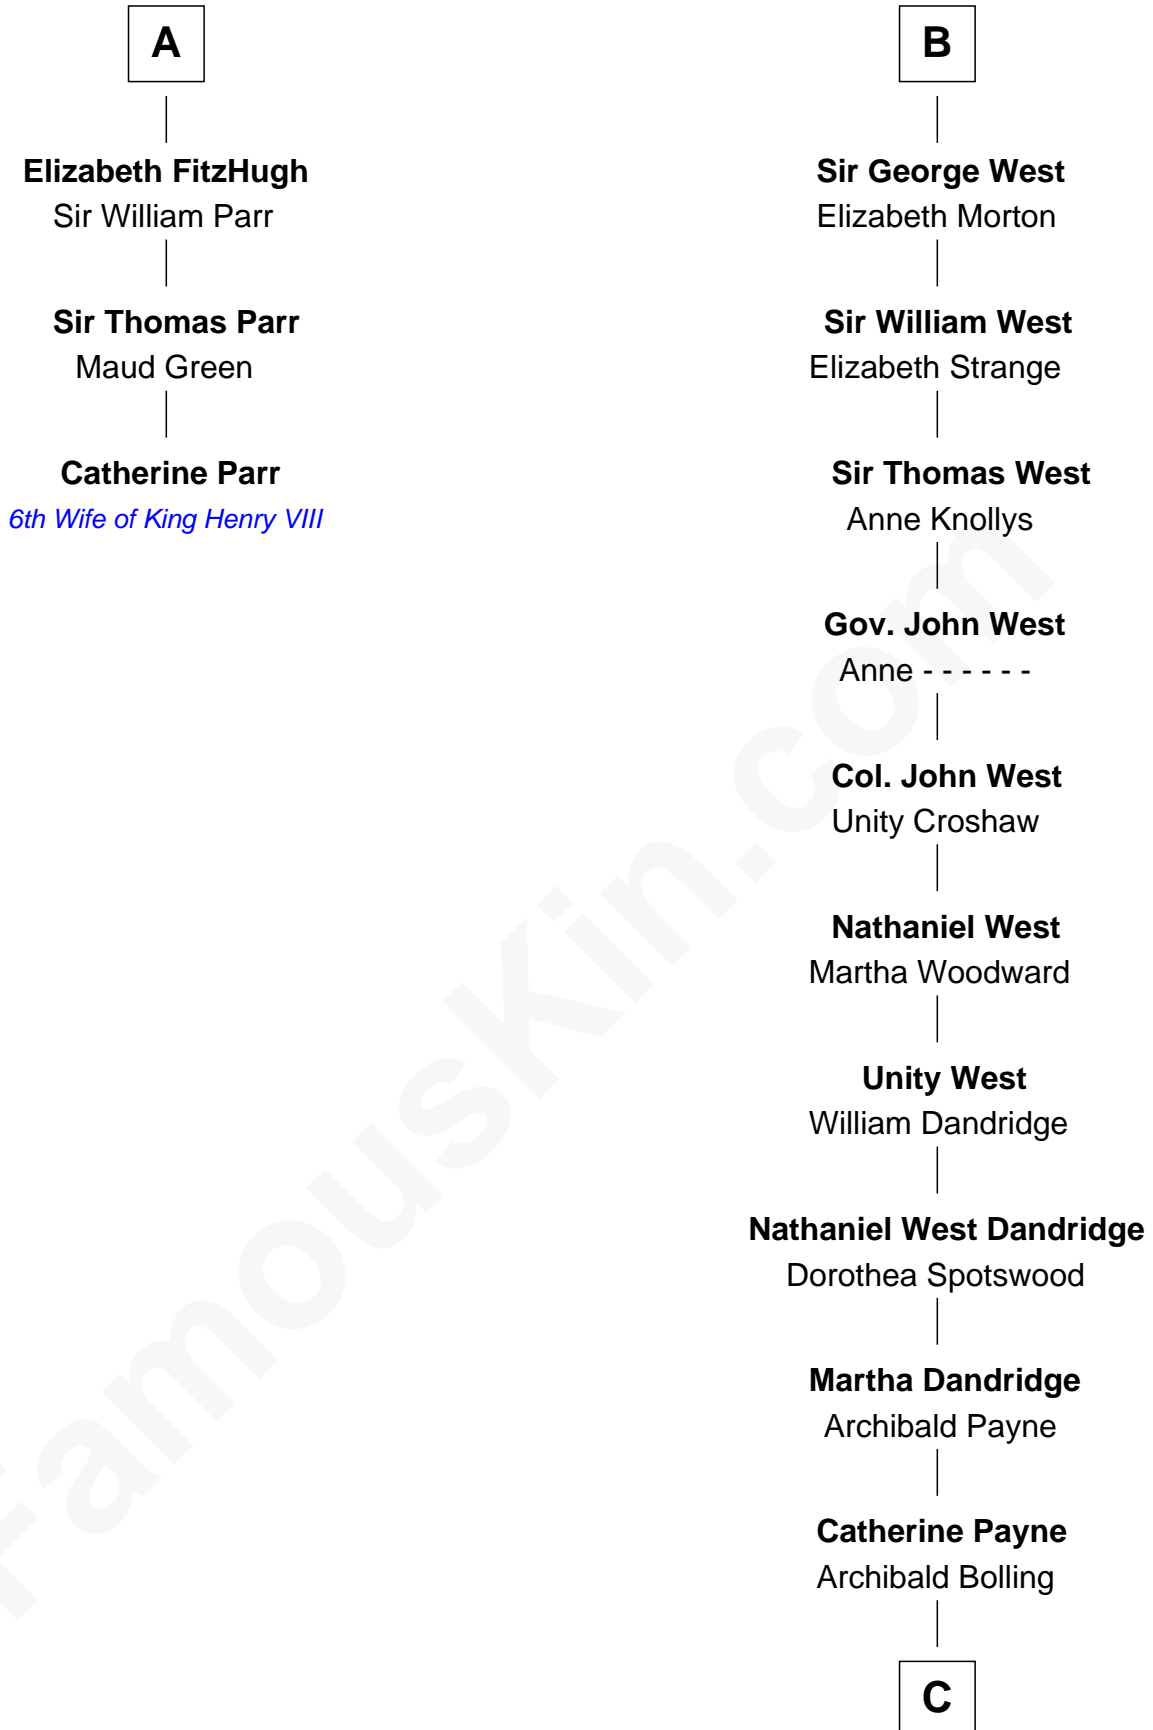 A
Elizabeth FitzHugh
Sir William Parr
Sir Thomas Parr
Maud Green
Catherine Parr
6th Wife of King Henry VIII
B
Sir George West
Elizabeth Morton
Sir William West
Elizabeth Strange
Sir Thomas West
Anne Knollys
Gov. John West
Anne - - - - - -
Col. John West
Unity Croshaw
Nathaniel West
Martha Woodward
Unity West
William Dandridge
Nathaniel West Dandridge
Dorothea Spotswood
Martha Dandridge
Archibald Payne
Catherine Payne
Archibald Bolling
C
FamousKin.com